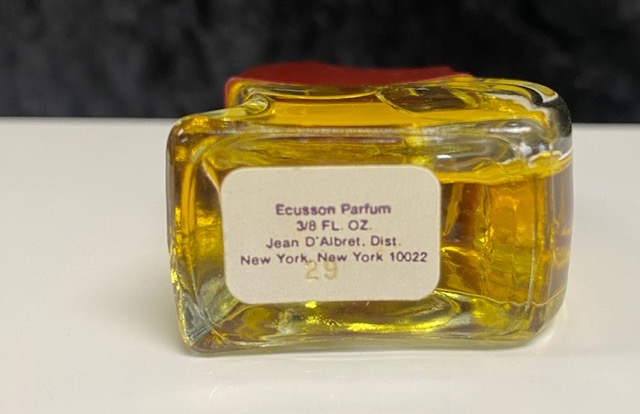 Ecusson Parfum
3/8 FL. OZ.
Jean D'Albret, Dist.
New York, New York 10022
29